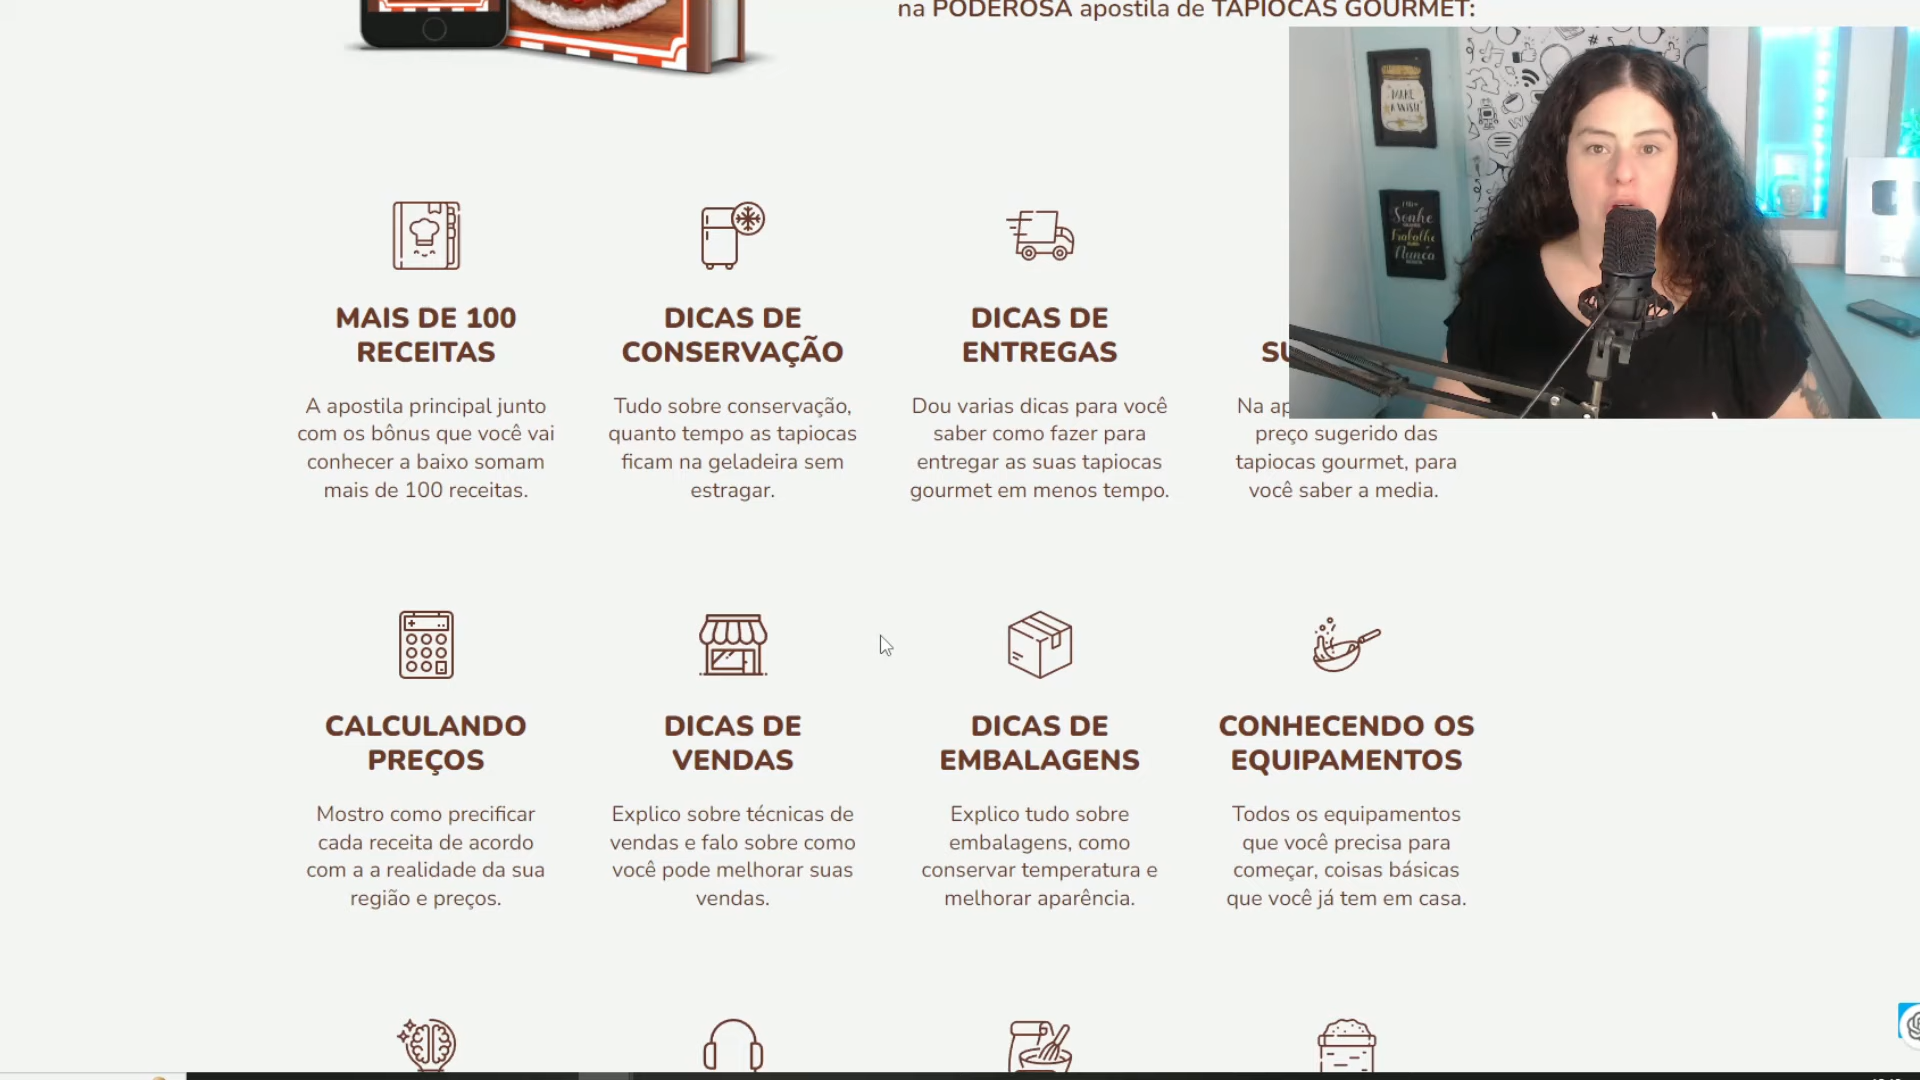 na PODEROSA apostila de TAPIOCAS GOURMET:
MAKE
A WISH
Sonhe
Trabalhe
Nunca
MAIS DE 100
RECEITAS
A apostila principal junto
com os bônus que você vai
conhecer a baixo somam
mais de 100 receitas.
DICAS DE
CONSERVAÇÃO
Tudo sobre conservação,
quanto tempo as tapiocas
ficam na geladeira sem
estragar.
DICAS DE
ENTREGAS
Dou varias dicas para você
saber como fazer para
entregar as suas tapiocas
gourmet em menos tempo.
Na
preço sugerido das
tapiocas gourmet, para
você saber a media.
CALCULANDO
PREÇOS
Mostro como precificar
cada receita de acordo
com a a realidade da sua
região e preços.
DICAS DE
VENDAS
Explico sobre técnicas de
vendas e falo sobre como
você pode melhorar suas
vendas.
DICAS DE
EMBALAGENS
Explico tudo sobre
embalagens, como
conservar temperatura e
melhorar aparência.
CONHECENDO OS
EQUIPAMENTOS
Todos os equipamentos
que você precisa para
começar, coisas básicas
que você já tem em casa.